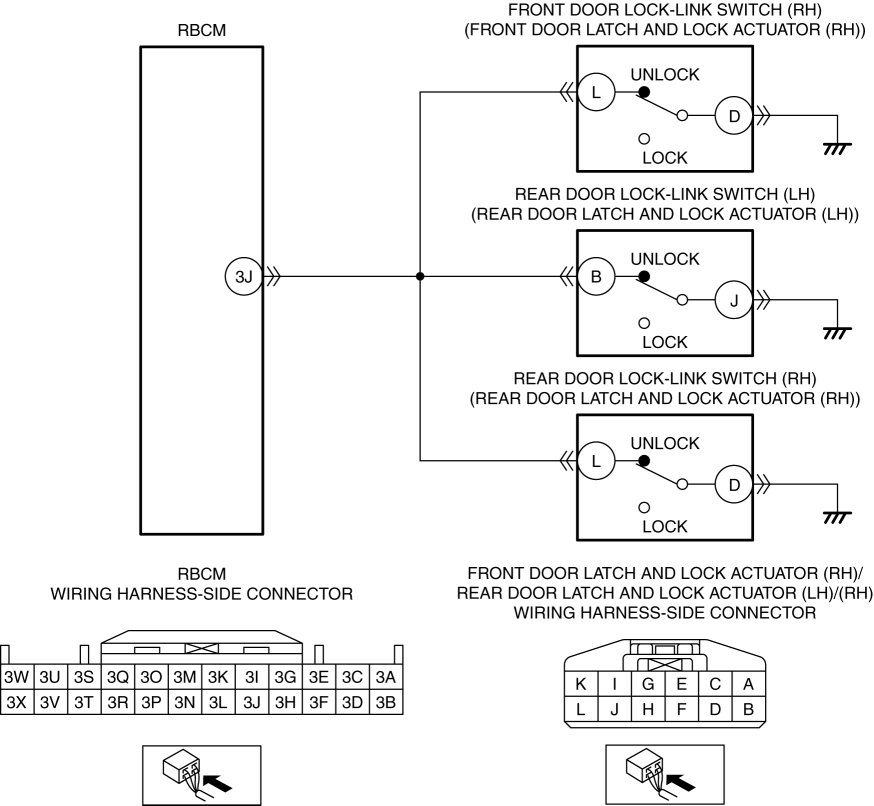 FRONT DOOR LOCK-LINK SWITCH (RH)
(FRONT DOOR LATCH AND LOCK ACTUATOR (RH))
RBCM
UNLOCK
L
D
LOCK
REAR DOOR LOCK-LINK SWITCH (LH)
(REAR DOOR LATCH AND LOCK ACTUATOR (LH))
UNLOCK
3J
B
J
LOCK
REAR DOOR LOCK-LINK SWITCH (RH)
(REAR DOOR LATCH AND LOCK ACTUATOR (RH))
UNLOCK
L
D
LOCK
RBCM
WIRING HARNESS-SIDE CONNECTOR
3W 3U 3S 3Q 3O 3M 3K 3I 3G 3E 3C 3A
3X 3V 3T 3R 3P 3N 3L 3J 3H 3F 3D 3B
FRONT DOOR LATCH AND LOCK ACTUATOR (RH)/
REAR DOOR LATCH AND LOCK ACTUATOR (LH)/(RH)
WIRING HARNESS-SIDE CONNECTOR
K I G E C A
L J H F D B